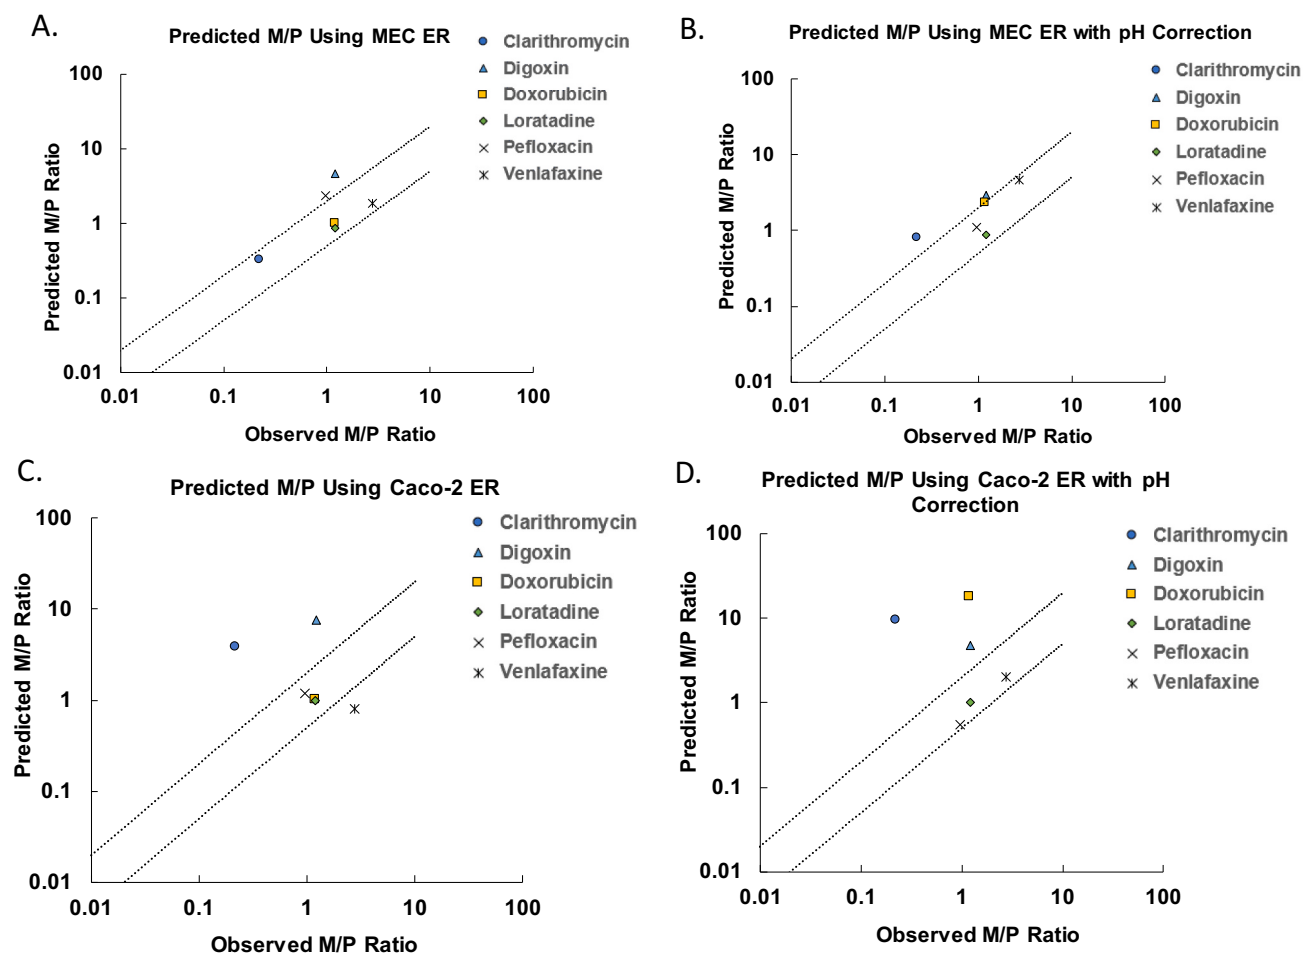 A.
Predicted M/P Using MEC ER
Clarithromycin
Digoxin
Doxorubicin
Loratadine
Pefloxacin
Venlafaxine
Predicted M/P Ratio
100
10
1
0.1
0.01
0.01 0.1 1 10 100
Observed M/P Ratio
B.
Predicted M/P Using MEC ER with pH Correction
Clarithromycin
Digoxin
Doxorubicin
Loratadine
Pefloxacin
Venlafaxine
Predicted M/P Ratio
100
10
1
0.1
0.01
0.01 0.1 1 10 100
Observed M/P Ratio
C.
Predicted M/P Using Caco-2 ER
Clarithromycin
Digoxin
Doxorubicin
Loratadine
Pefloxacin
Venlafaxine
Predicted M/P Ratio
100
10
1
0.1
0.01
0.01 0.1 1 10 100
Observed M/P Ratio
D.
Predicted M/P Using Caco-2 ER with pH
Correction
Clarithromycin
Digoxin
Doxorubicin
Loratadine
Pefloxacin
Venlafaxine
Predicted M/P Ratio
100
10
1
0.1
0.01
0.01 0.1 1 10 100
Observed M/P Ratio